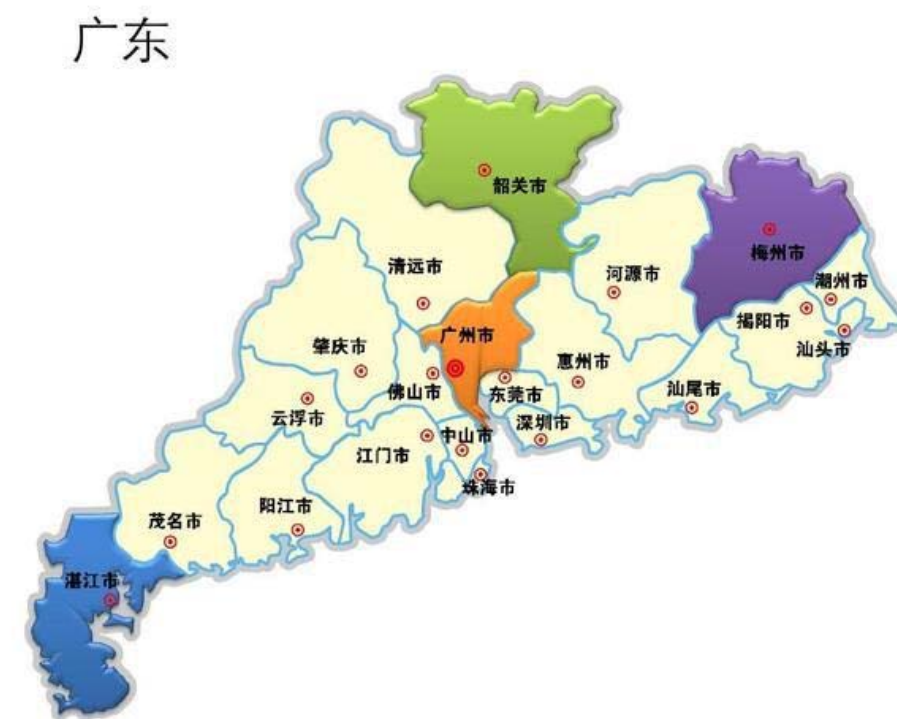 广东
韶关市
梅州市
清远市
河源市
潮州市
揭阳市
广州市
汕头市
肇庆市
惠州市
佛山市
东莞市
汕尾市
云浮市
深圳市
中山市
江门市
珠海市
阳江市
茂名市
湛江市